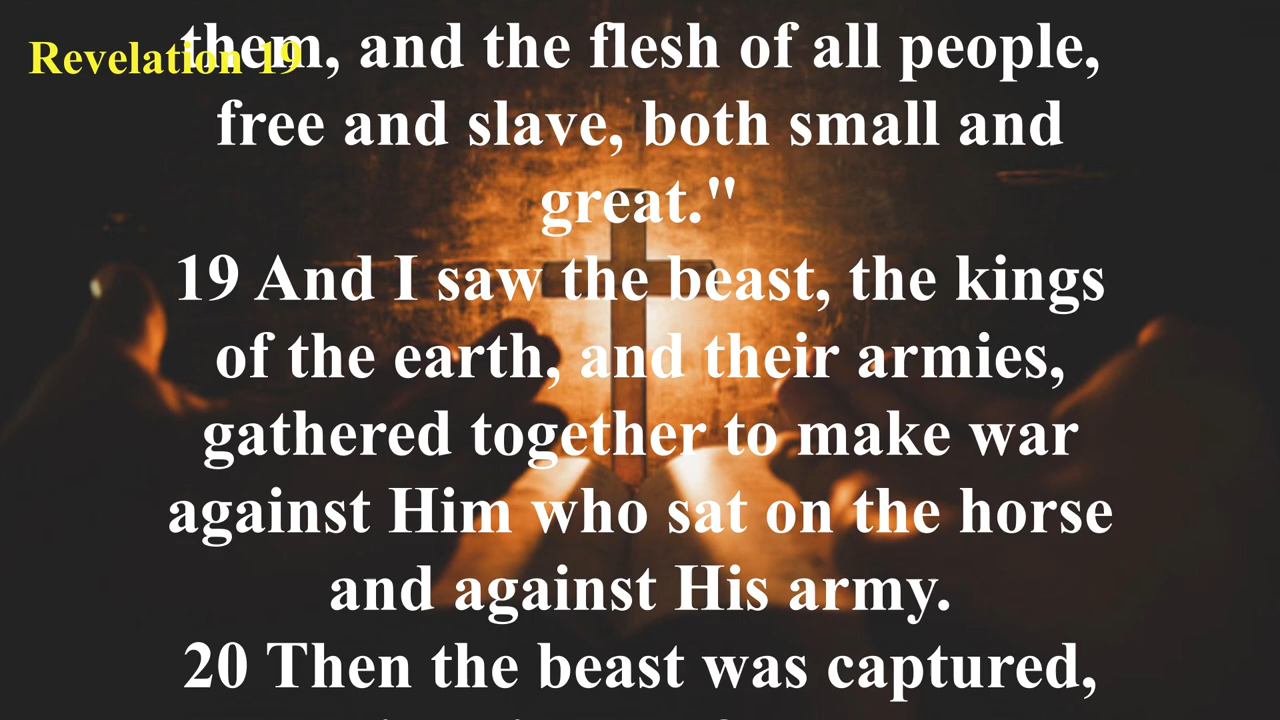 Revelation 19
them, and the flesh of all people,
free and slave, both small and
great."
19 And I saw the beast, the kings
of the earth, and their armies,
gathered together to make war
against Him who sat on the horse
and against His army.
20 Then the beast was captured,